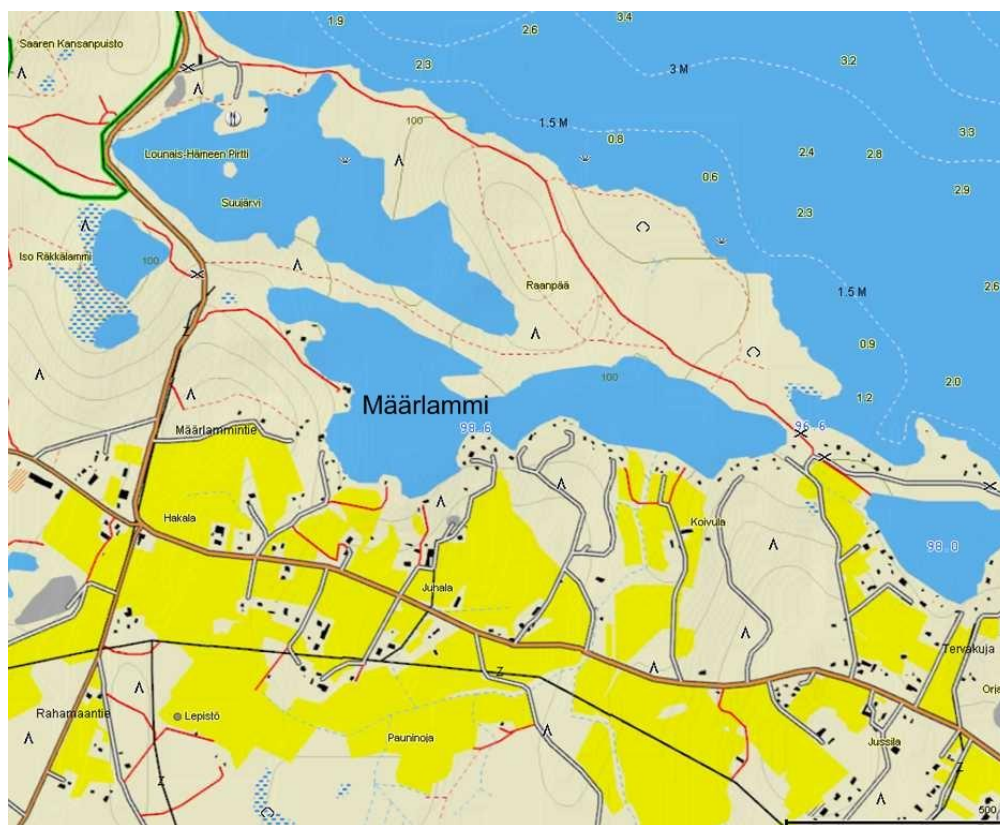 1.9
2.6
3.4
Saaren Kansanpuisto
2.3
3 M
3.2
100
1.5 M
0.8
3.3
Lounais-Hämeen Pirtti
2.4
2.8
0.6
2.9
Suujärvi
2.3
Iso Räkkälammi
100
Raanpää
2.6
1.5 M
0.9
100
2.0
1.2
Määrlammi
98.6
96.6
Määrlammintie
Hakala
Koivula
98.0
Juhala
Tervakuja
Orja
Rahamaantie
Lepistö
Pauninoja
Jussila
500